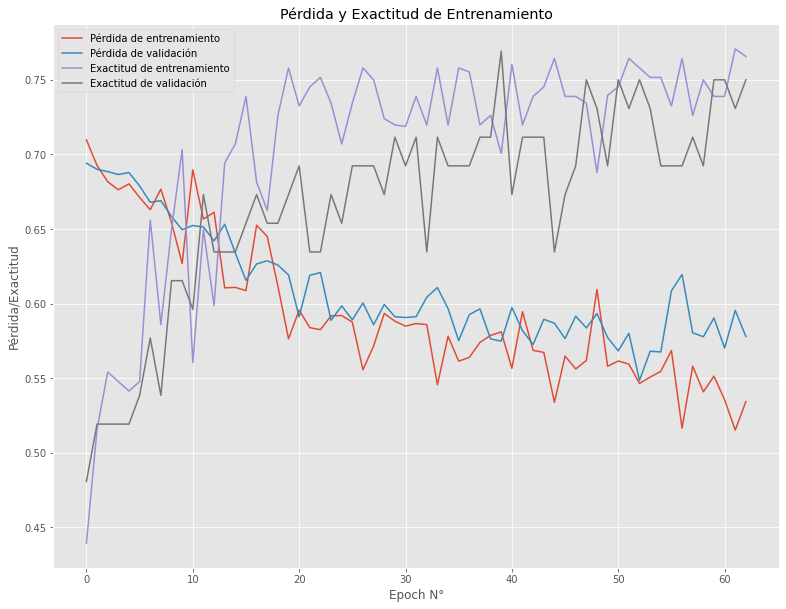 Pérdida y Exactitud de Entrenamiento
Pérdida de entrenamiento
Pérdida de validación
Exactitud de entrenamiento
Exactitud de validación
0.75
0.70
0.65
0.60
0.55
0.50
0.45
Pérdida/Exactitud
0 10 20 30 40 50 60
Epoch N°